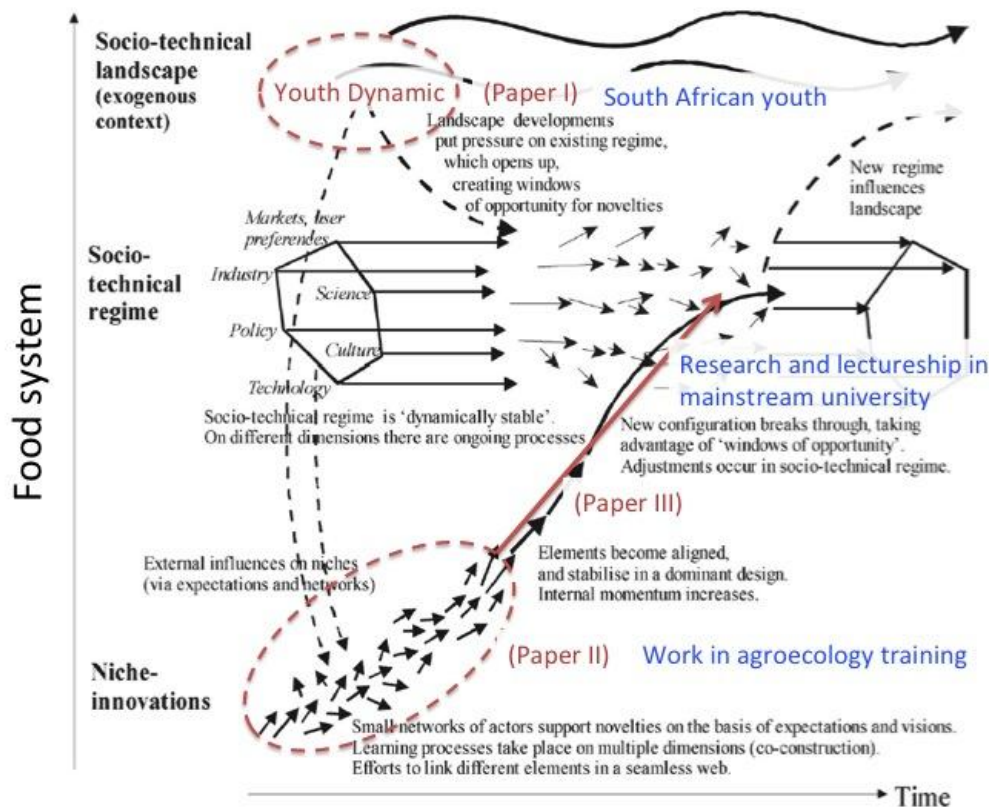 Socio-technical
landscape
(exogenous
context)
Youth Dynamic
(Paper I)
South African youth
Landscape developments
put pressure on existing regime,
which opens up,
creating windows
of opportunity for novelties
New regime
influences
landscape
Markets, user
preferences
Industry
Science
Policy
Culture
Technology
Socio-
technical
regime
Food system
Research and lectureship in
mainstream university
Socio-technical regime is ‘dynamically stable’.
On different dimensions there are ongoing processes
New configuration breaks through, taking
advantage of ‘windows of opportunity’.
Adjustments occur in socio-technical regime.
(Paper III)
External influences on niches
(via expectations and networks)
Elements become aligned,
and stabilise in a dominant design.
Internal momentum increases.
(Paper II)
Work in agroecology training
Niche-
innovations
Small networks of actors support novelties on the basis of expectations and visions.
Learning processes take place on multiple dimensions (co-construction).
Efforts to link different elements in a seamless web.
Time